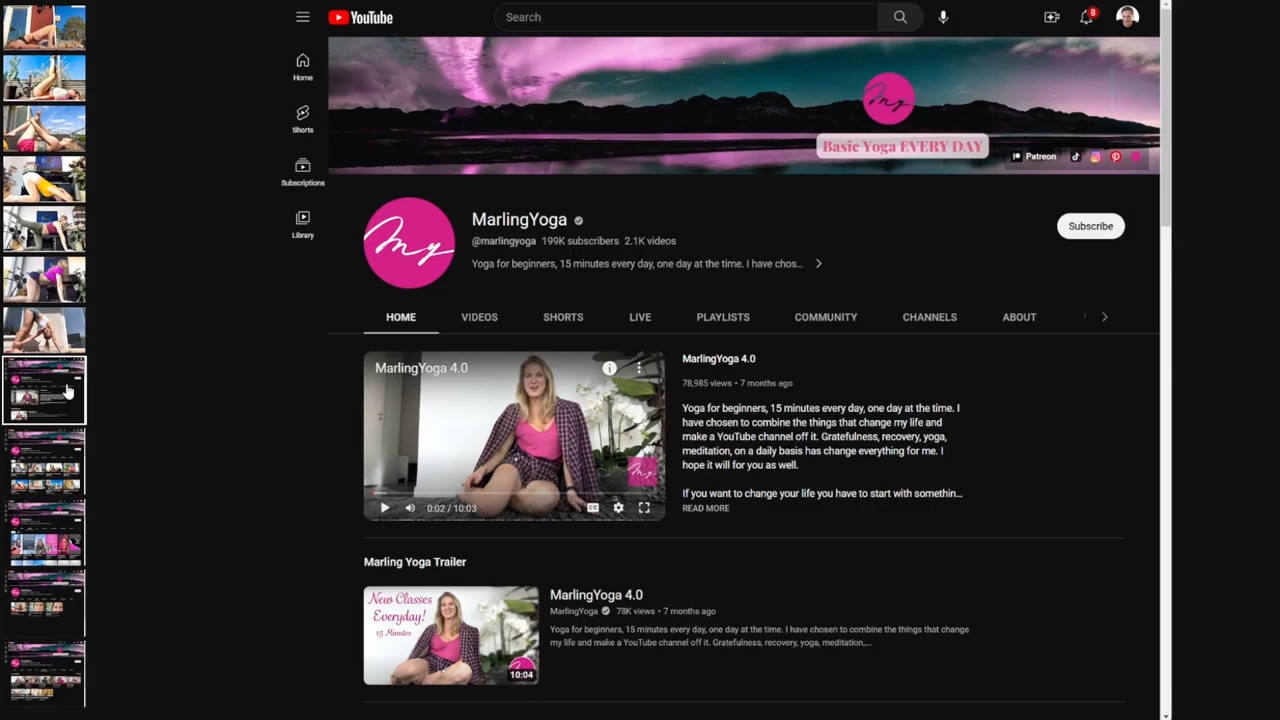 YouTube
Search
8
Home
Shorts
Subscriptions
Library
My
Basic Yoga EVERY DAY
Patreon
My
MarlingYoga
@marlingyoga 199K subscribers 2.1K videos
Yoga for beginners, 15 minutes every day, one day at the time. I have chos...
Subscribe
HOME VIDEOS SHORTS LIVE PLAYLISTS COMMUNITY CHANNELS ABOUT
MarlingYoga 4.0
0:02 / 10:03
MarlingYoga 4.0
78,985 views • 7 months ago
Yoga for beginners, 15 minutes every day, one day at the time. I
have chosen to combine the things that change my life and
make a YouTube channel off it. Gratefulness, recovery, yoga,
meditation, on a daily basis has change everything for me. I
hope it will for you as well.
If you want to change your life you have to start with somethin...
READ MORE
Marling Yoga Trailer
New Classes
Everyday!
15 Minutes
10:04
MarlingYoga 4.0
MarlingYoga 78K views • 7 months ago
Yoga for beginners, 15 minutes every day, one day at the time. I have chosen to combine the things that change
my life and make a YouTube channel off it. Gratefulness, recovery, yoga, meditation,...